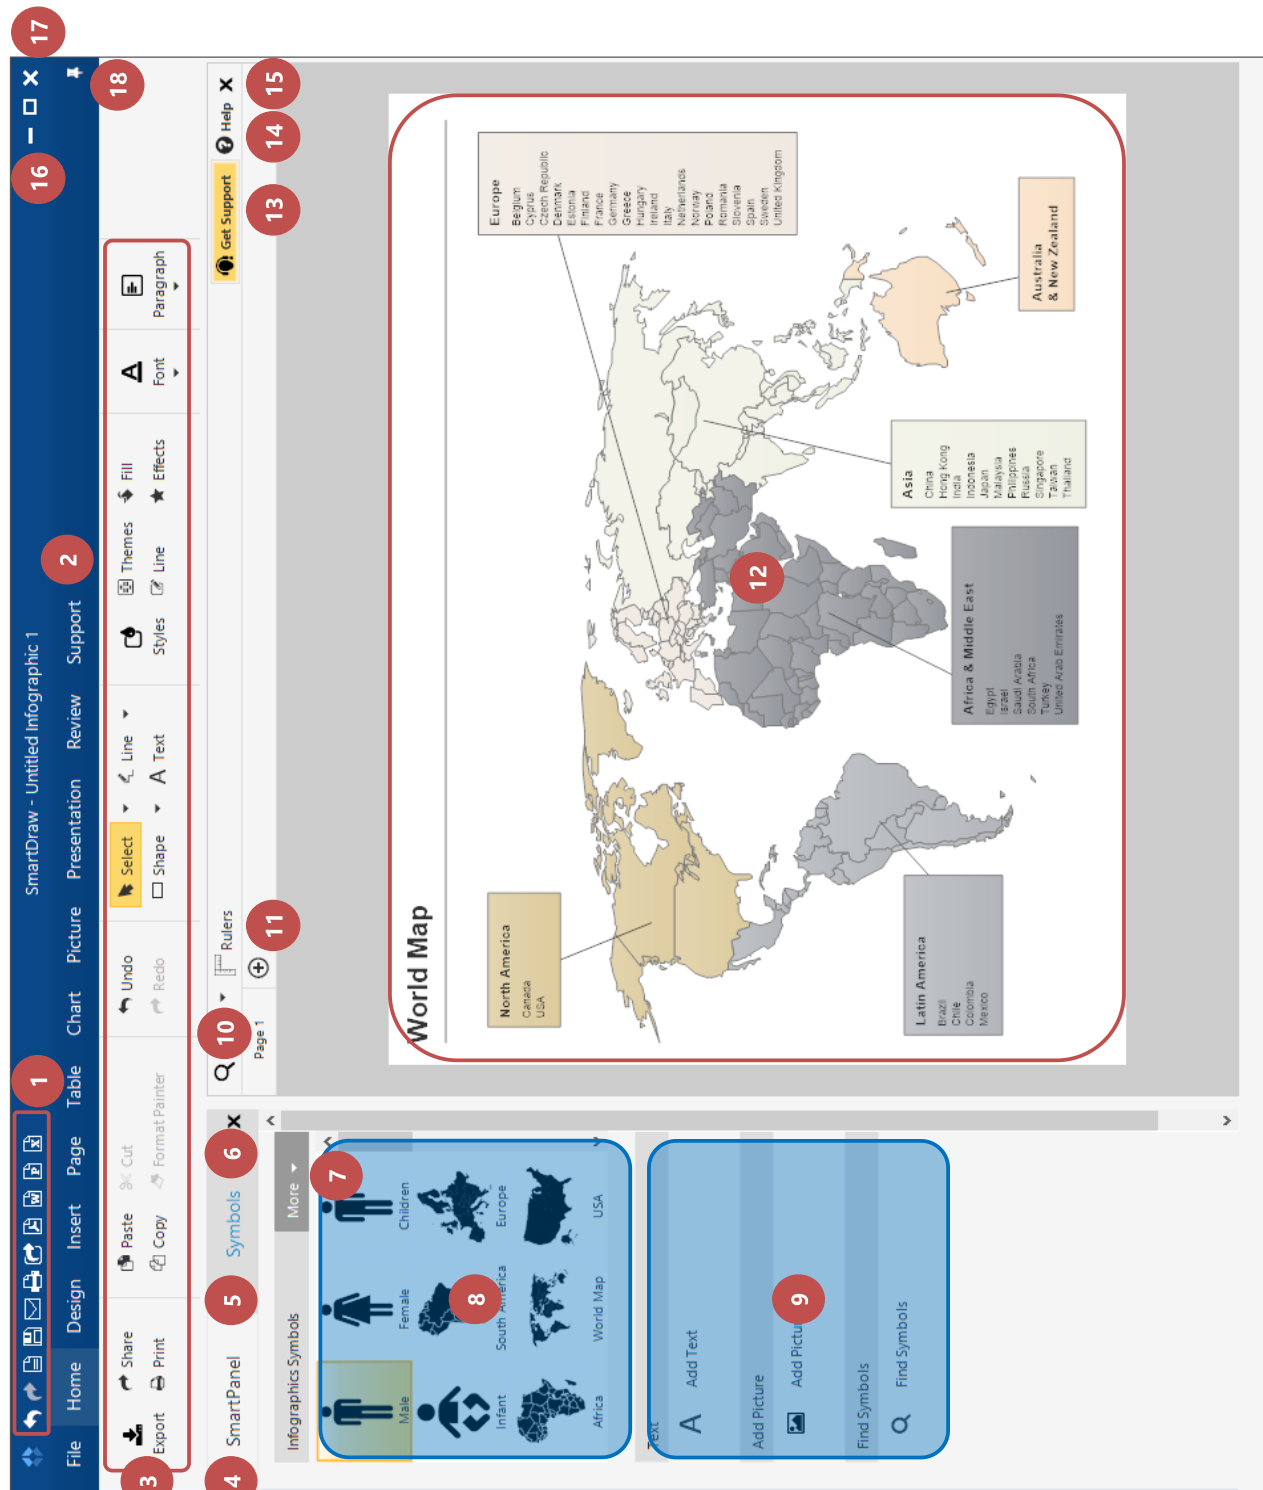 SmartDraw - Untitled Infographic 1
1
16
17
File Home Design Insert Page Table Chart Picture Presentation Review Support
2
18
Export Share Print
Paste Copy Cut Format Painter
Undo Redo
Select Shape Line Text
Styles Themes Line Fill Effects
Font Paragraph
3
4
SmartPanel
5
Symbols
6
10
Rulers
Get Support
Help
13
14
15
Page 1
11
Infographics Symbols
More
7
Male Female Children
8
Infant South America Europe
Africa World Map USA
Text
Add Text
Add Picture
Add Pictu
9
Find Symbols
Find Symbols
World Map
12
North America
Canada
USA
Latin America
Brazil
Chile
Colombia
Mexico
Africa & Middle East
Egypt
Israel
Saudi Arabia
South Africa
Turkey
United Arab Emirates
Asia
China
Hong Kong
India
Indonesia
Japan
Malaysia
Philippines
Russia
Singapore
Taiwan
Thailand
Europe
Belgium
Cyprus
Czech Republic
Denmark
Estonia
Finland
France
Germany
Greece
Hungary
Ireland
Italy
Netherlands
Norway
Poland
Romania
Slovenia
Spain
Sweden
United Kingdom
Australia
& New Zealand